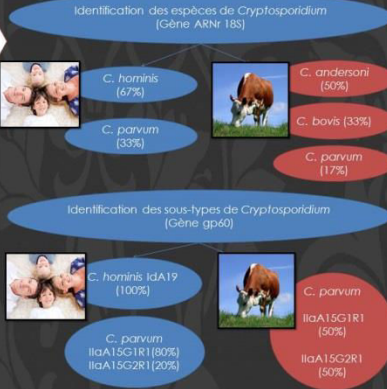 Identification des espèces de Cryptosporidium
(Gène ARNr 18S)
C. hominis
(67%)
C. parvum
(33%)
C. andersoni
(50%)
C. bovis (33%)
C. parvum
(17%)
Identification des sous-types de Cryptosporidium
(Gène gp60)
C. hominis IdA19
(100%)
C. parvum
IIaA15G1R1(80%)
IIaA15G2R1(20%)
C. parvum
IIaA15G1R1
(50%)
IIaA15G2R1
(50%)